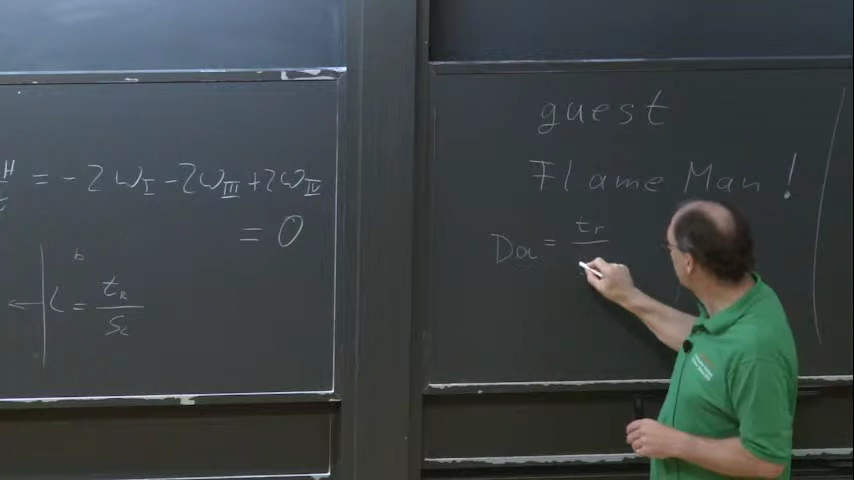 = -2ω_I -2ω_III +2ω_IV
= 0
L = t_R / S_L
guest
Flame Man!
Da = t_r /